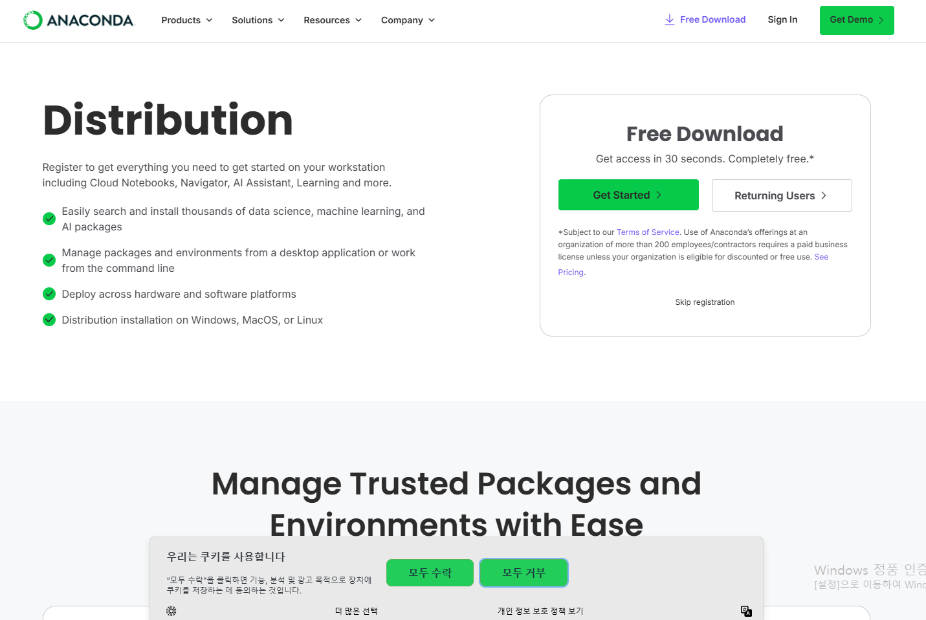 ANACONDA
Products
Solutions
Resources
Company
Free Download
Sign In
Get Demo
Distribution
Register to get everything you need to get started on your workstation
including Cloud Notebooks, Navigator, AI Assistant, Learning and more.
Easily search and install thousands of data science, machine learning, and
AI packages
Manage packages and environments from a desktop application or work
from the command line
Deploy across hardware and software platforms
Distribution installation on Windows, MacOS, or Linux
Free Download
Get access in 30 seconds. Completely free.*
Get Started
Returning Users
*Subject to our Terms of Service. Use of Anaconda's offerings at an
organization of more than 200 employees/contractors requires a paid business
license unless your organization is eligible for discounted or free use. See
Pricing.
Skip registration
Manage Trusted Packages and
Environments with Ease
우리는 쿠키를 사용합니다
"모두 수락"을 클릭하면 기능, 분석 및 광고 목적으로 장치에
쿠키를 저장하는 데 동의하는 것입니다.
모두 수락
모두 거부
더 많은 선택
개인 정보 보호 정책 보기
Windows 정품 인증
[설정]으로 이동하여